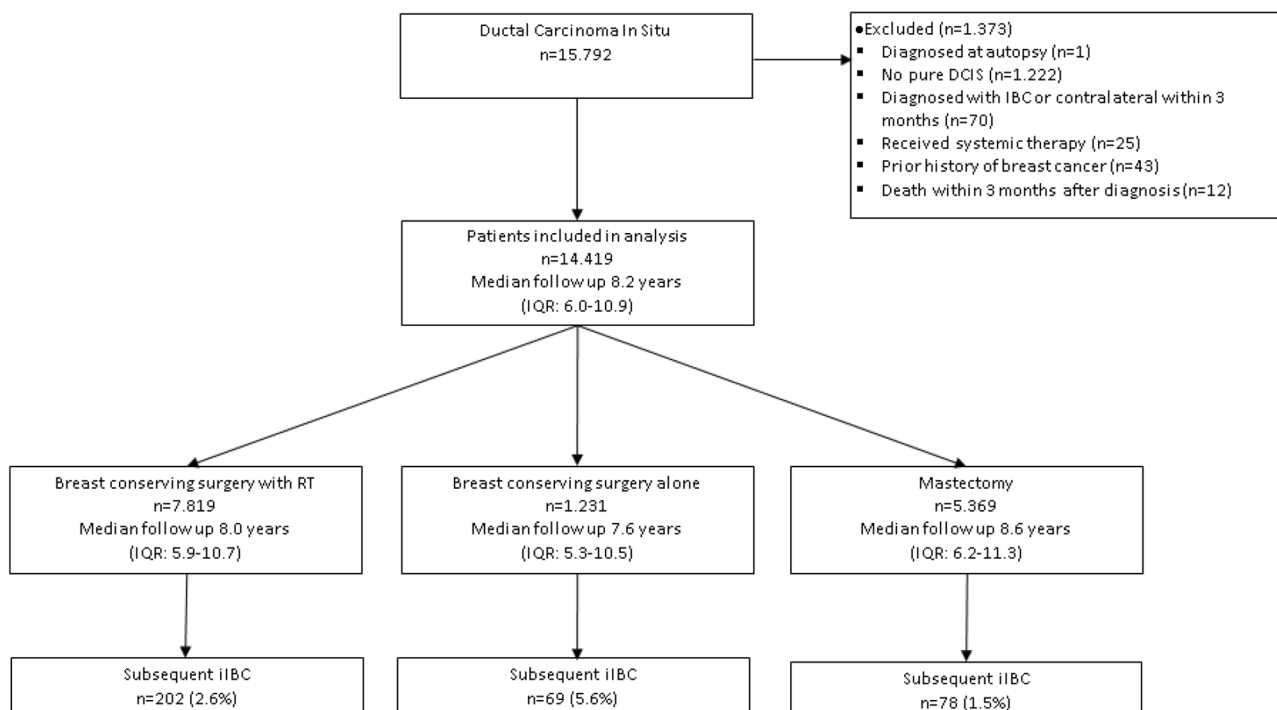 Ductal Carcinoma In Situ
n=15.792
●Excluded (n=1.373)
▪ Diagnosed at autopsy (n=1)
▪ No pure DCIS (n=1.222)
▪ Diagnosed with IBC or contralateral within 3
months (n=70)
▪ Received systemic therapy (n=25)
▪ Prior history of breast cancer (n=43)
▪ Death within 3 months after diagnosis (n=12)
Patients included in analysis
n=14.419
Median follow up 8.2 years
(IQR: 6.0-10.9)
Breast conserving surgery with RT
n=7.819
Median follow up 8.0 years
(IQR: 5.9-10.7)
Breast conserving surgery alone
n=1.231
Median follow up 7.6 years
(IQR: 5.3-10.5)
Mastectomy
n=5.369
Median follow up 8.6 years
(IQR: 6.2-11.3)
Subsequent iIBC
n=202 (2.6%)
Subsequent iIBC
n=69 (5.6%)
Subsequent iIBC
n=78 (1.5%)